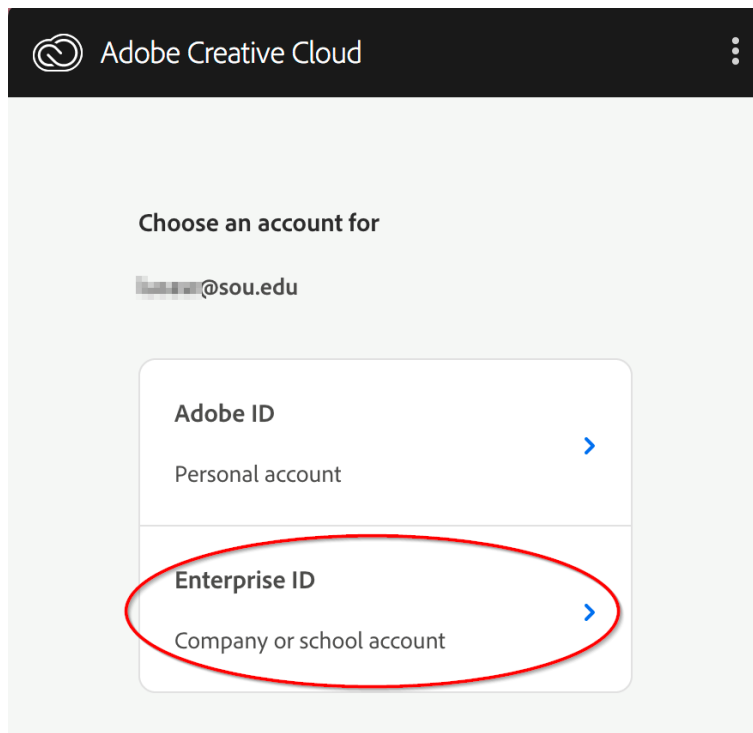 Adobe Creative Cloud
Choose an account for
@sou.edu
Adobe ID
Personal account
Enterprise ID
Company or school account